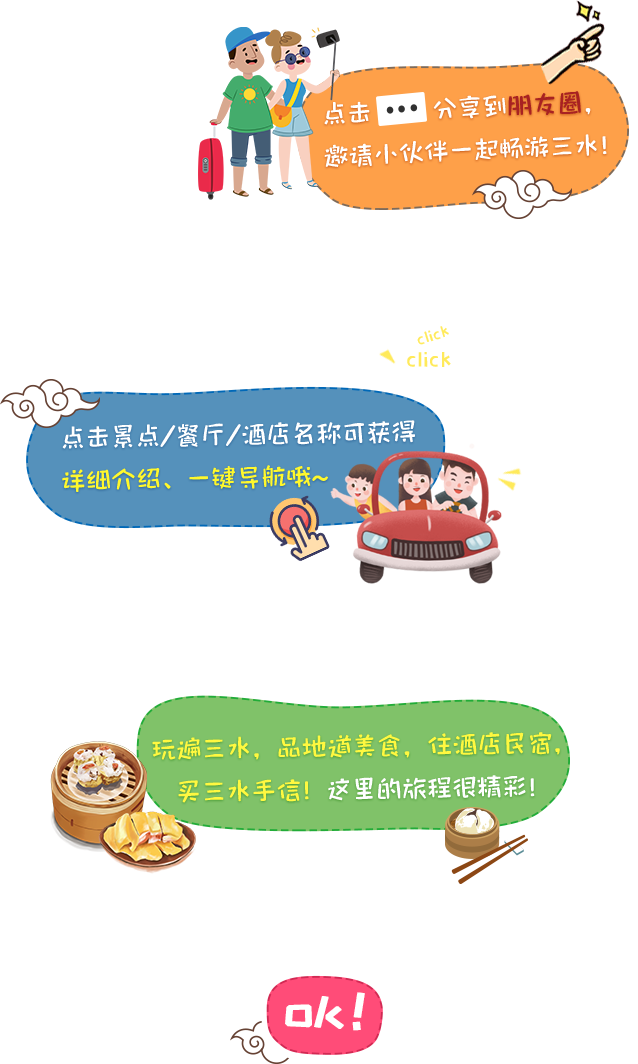 点击 ••• 分享到朋友圈，
邀请小伙伴一起畅游三水！
click
click
点击景点/餐厅/酒店名称可获得
详细介绍、一键导航哦~
玩遍三水，品地道美食，住酒店民宿，
买三水手信！这里的旅程很精彩！
ok!